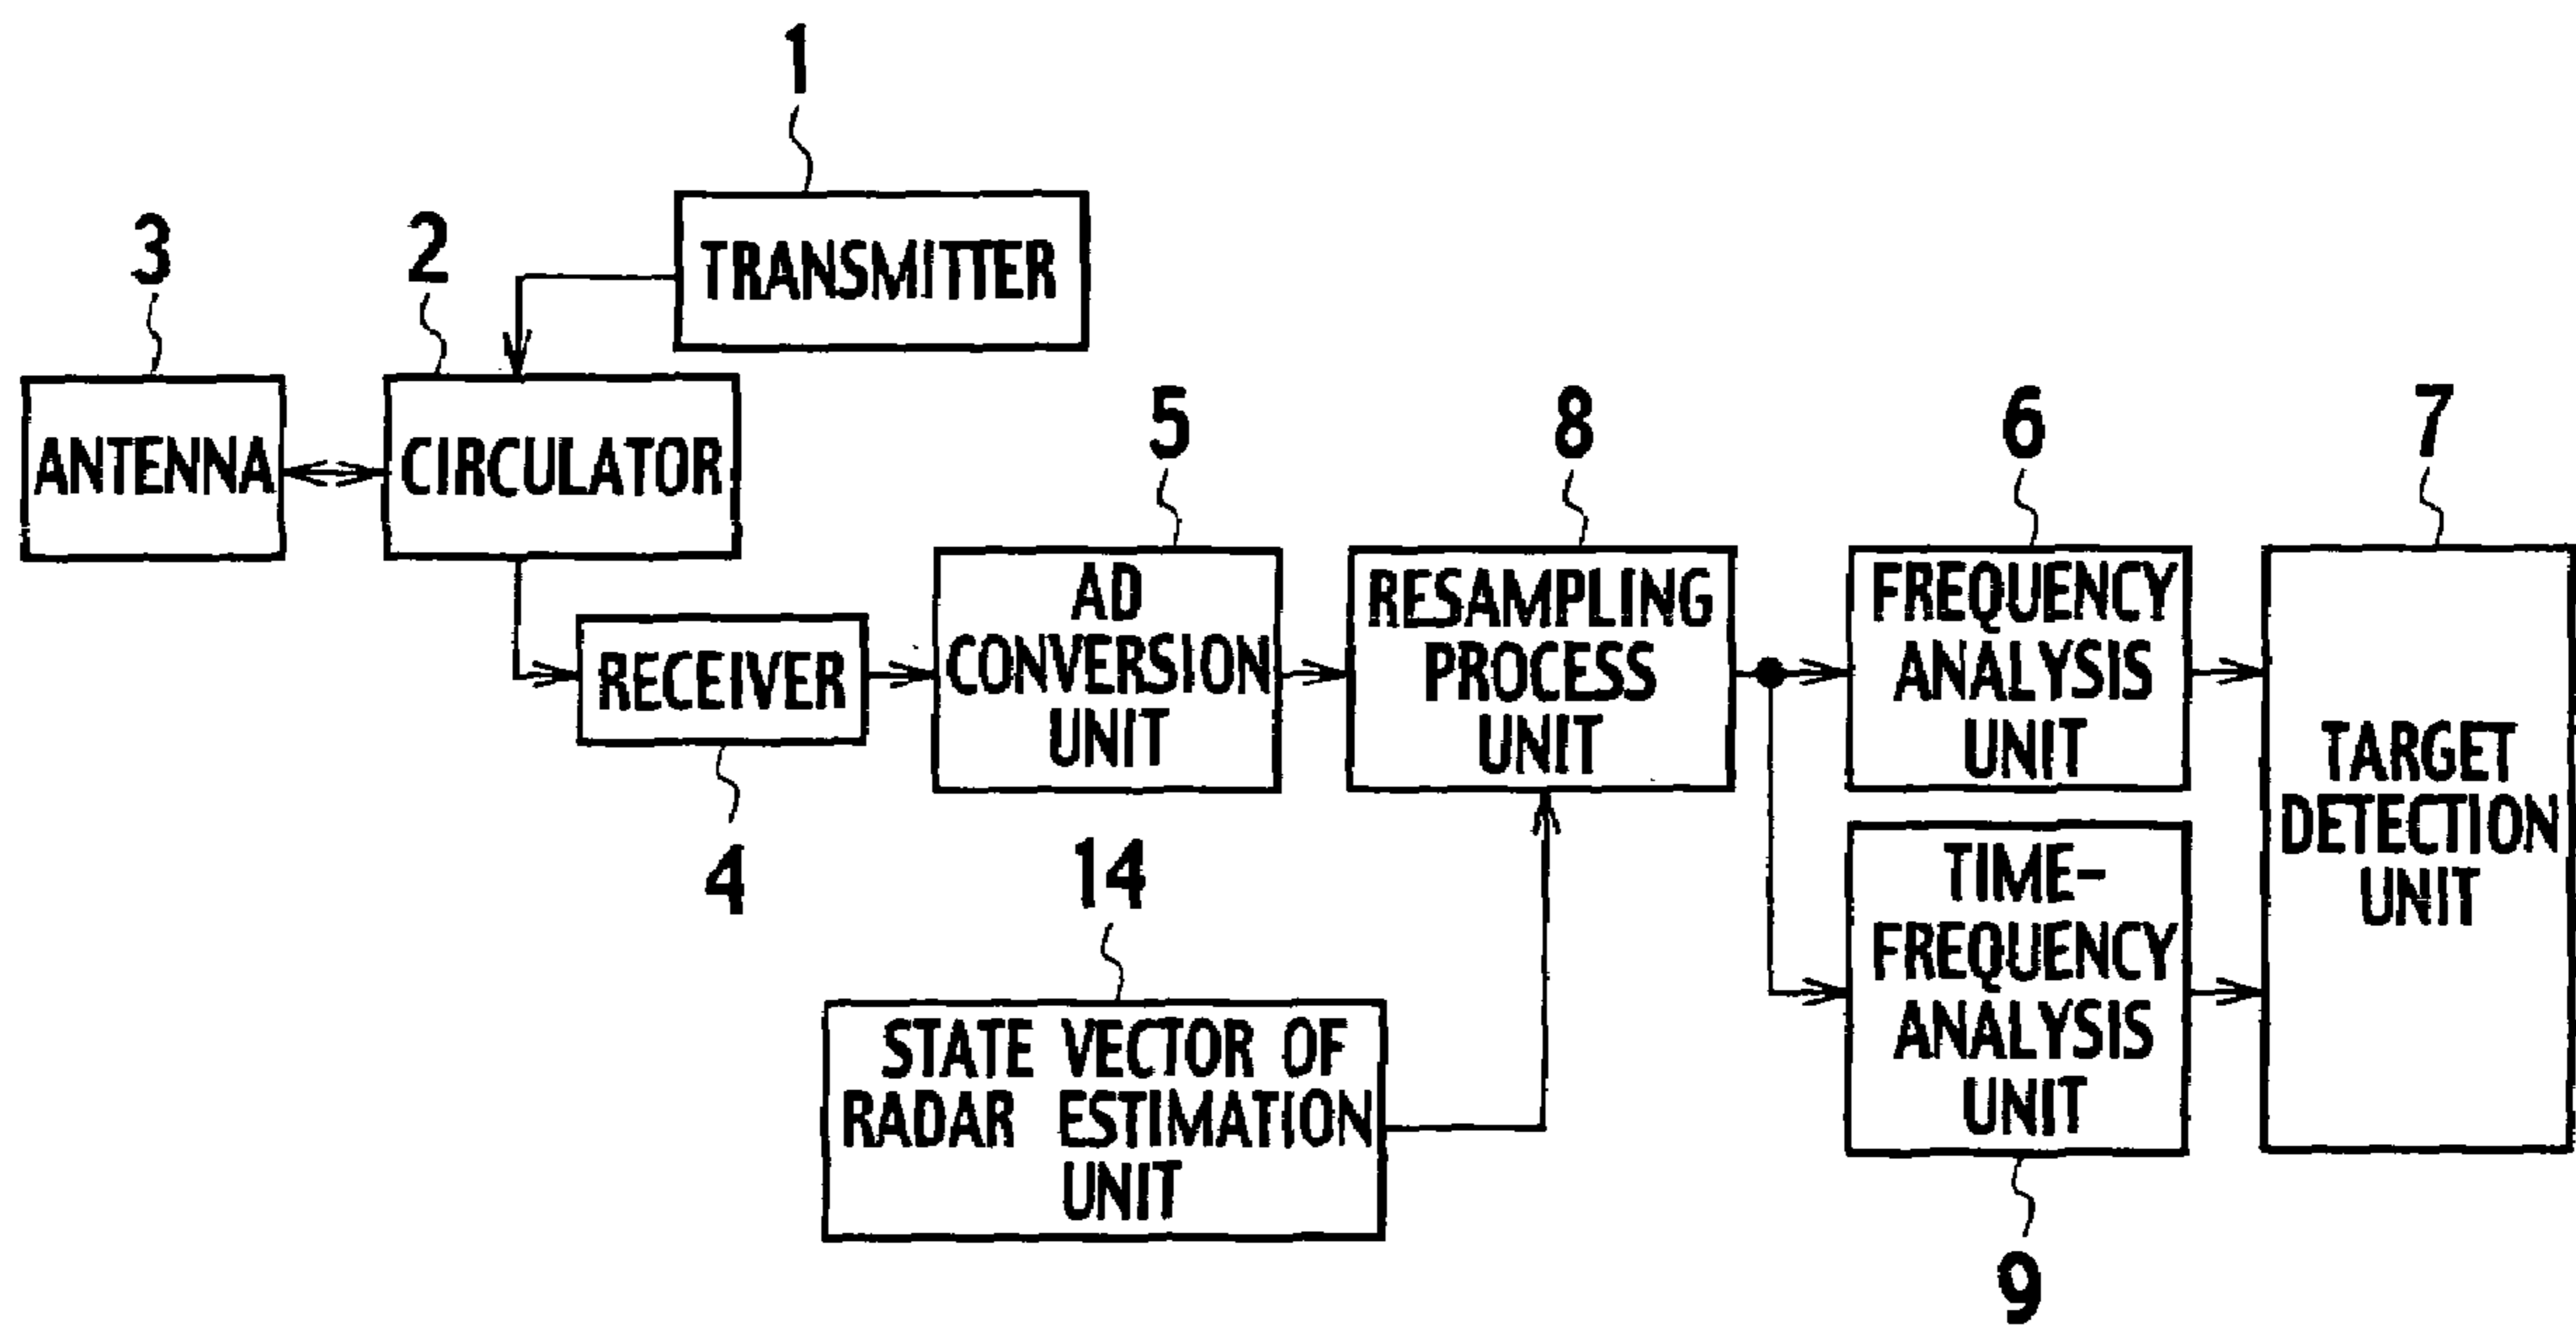 1
TRANSMITTER
3
ANTENNA
2
CIRCULATOR
RECEIVER
4
5
AD
CONVERSION
UNIT
8
RESAMPLING
PROCESS
UNIT
6
FREQUENCY
ANALYSIS
UNIT
7
TARGET
DETECTION
UNIT
14
STATE VECTOR OF
RADAR ESTIMATION
UNIT
TIME-
FREQUENCY
ANALYSIS
UNIT
9